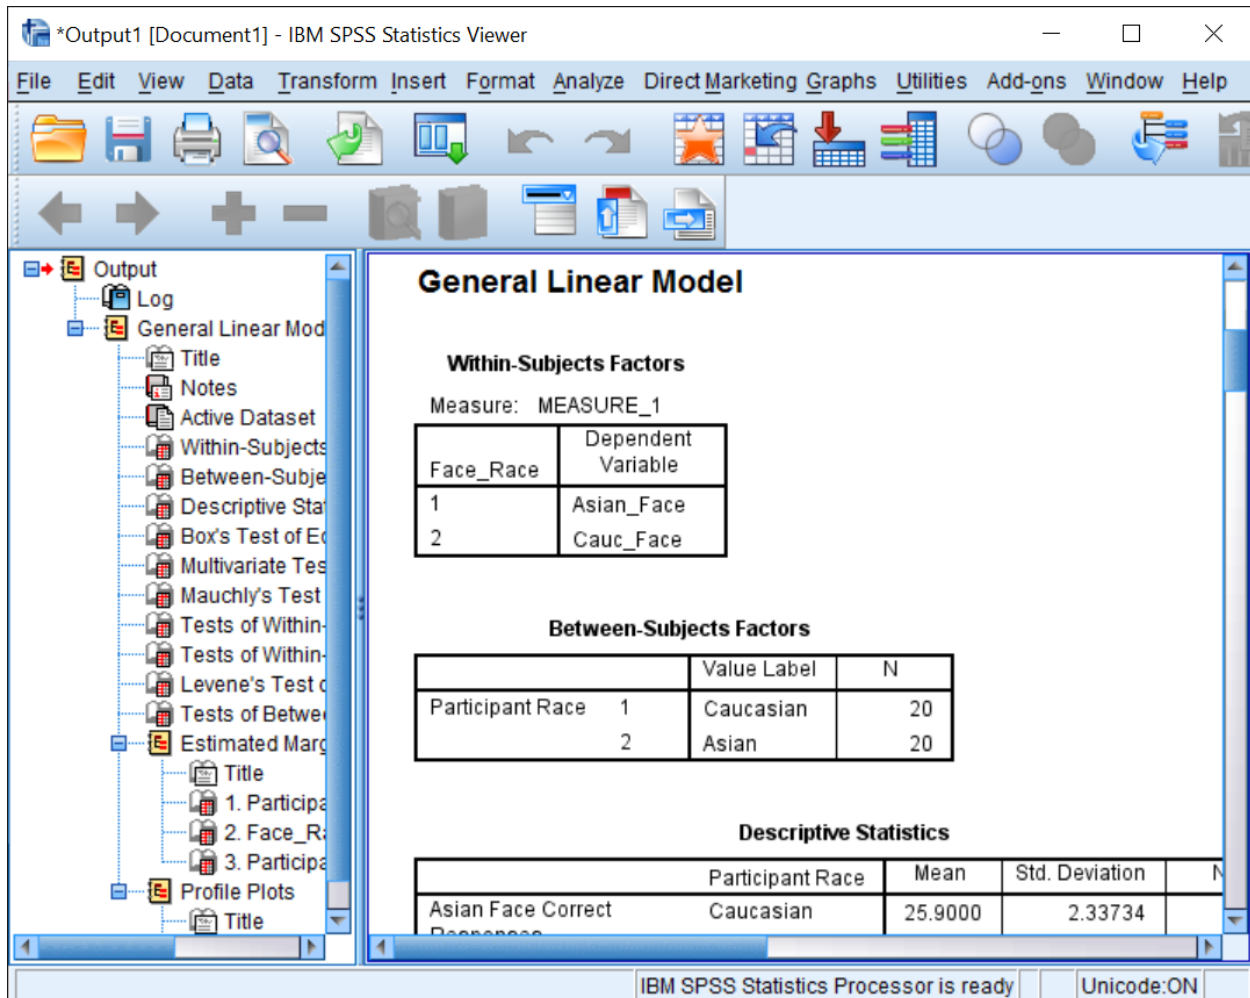 *Output1 [Document1] - IBM SPSS Statistics Viewer
File Edit View Data Transform Insert Format Analyze Direct Marketing Graphs Utilities Add-ons Window Help
Output
Log
General Linear Mod
Title
Notes
Active Dataset
Within-Subjects
Between-Subje
Descriptive Sta
Box's Test of Eq
Multivariate Tes
Mauchly's Test
Tests of Within-
Tests of Within-
Levene's Test o
Tests of Betwe
Estimated Marg
Title
1. Participa
2. Face_Ra
3. Participa
Profile Plots
Title
General Linear Model
Within-Subjects Factors
Measure: MEASURE_1
Face_Race Dependent Variable
1 Asian_Face
2 Cauc_Face
Between-Subjects Factors
Value Label N
Participant Race 1 Caucasian 20
2 Asian 20
Descriptive Statistics
Participant Race Mean Std. Deviation N
Asian Face Correct Responses Caucasian 25.9000 2.33734
IBM SPSS Statistics Processor is ready Unicode:ON